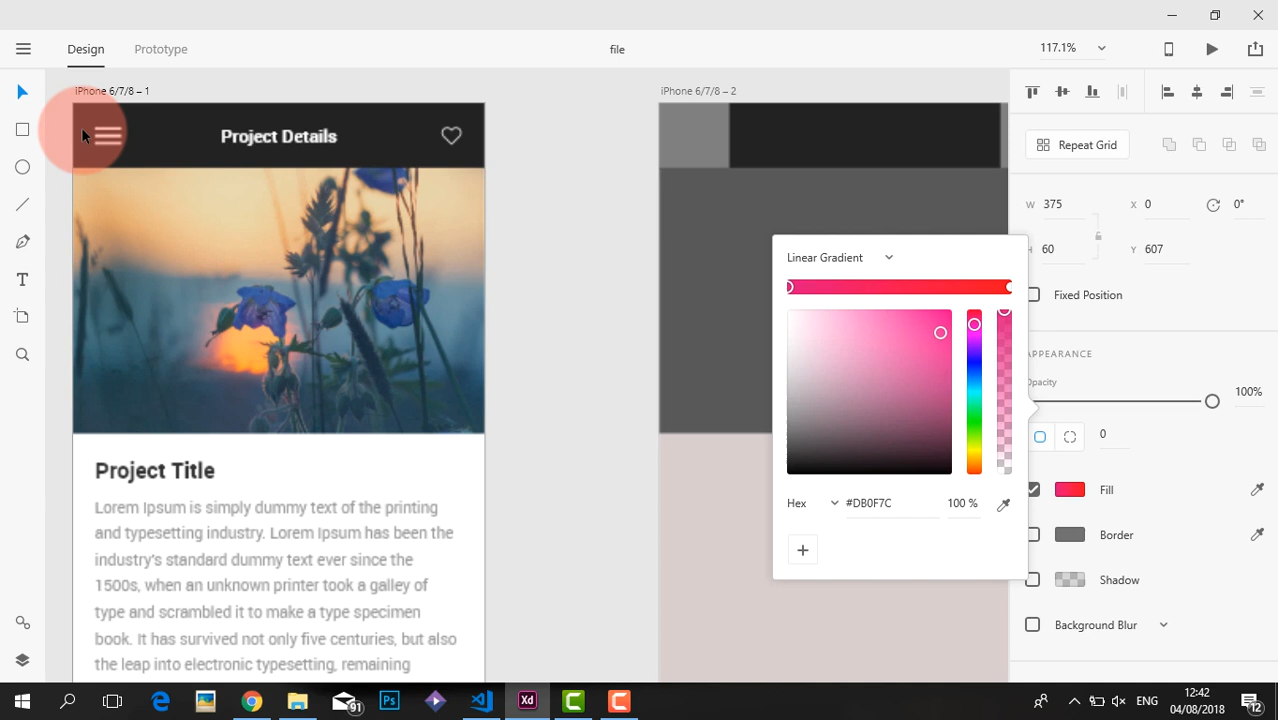 Design
Prototype
file
117.1%
iPhone 6/7/8 – 1
iPhone 6/7/8 – 2
Project Details
Project Title
Lorem Ipsum is simply dummy text of the printing
and typesetting industry. Lorem Ipsum has been the
industry's standard dummy text ever since the
1500s, when an unknown printer took a galley of
type and scrambled it to make a type specimen
book. It has survived not only five centuries, but also
the leap into electronic typesetting, remaining
Linear Gradient
Hex
#DB0F7C
100 %
+
Repeat Grid
W 375
X 0
0°
H 60
Y 607
Fixed Position
APPEARANCE
Opacity
100%
0
Fill
Border
Shadow
Background Blur
91
Ps
Xd
ENG
12:42
04/08/2018
12